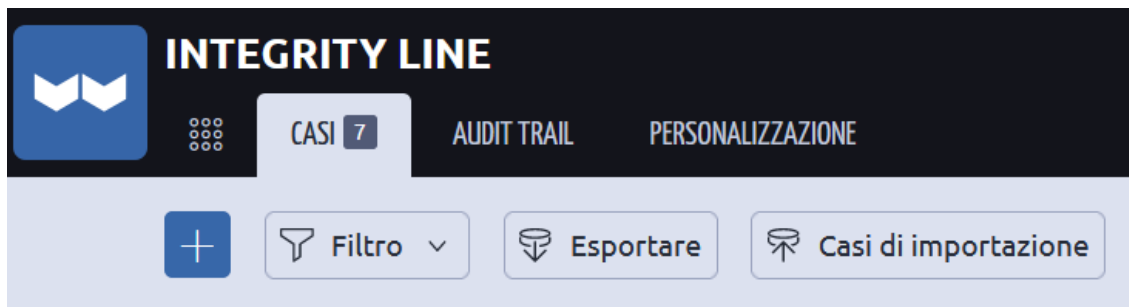 INTEGRITY LINE
CASI 7 AUDIT TRAIL PERSONALIZZAZIONE
Filtro Esportare Casi di importazione